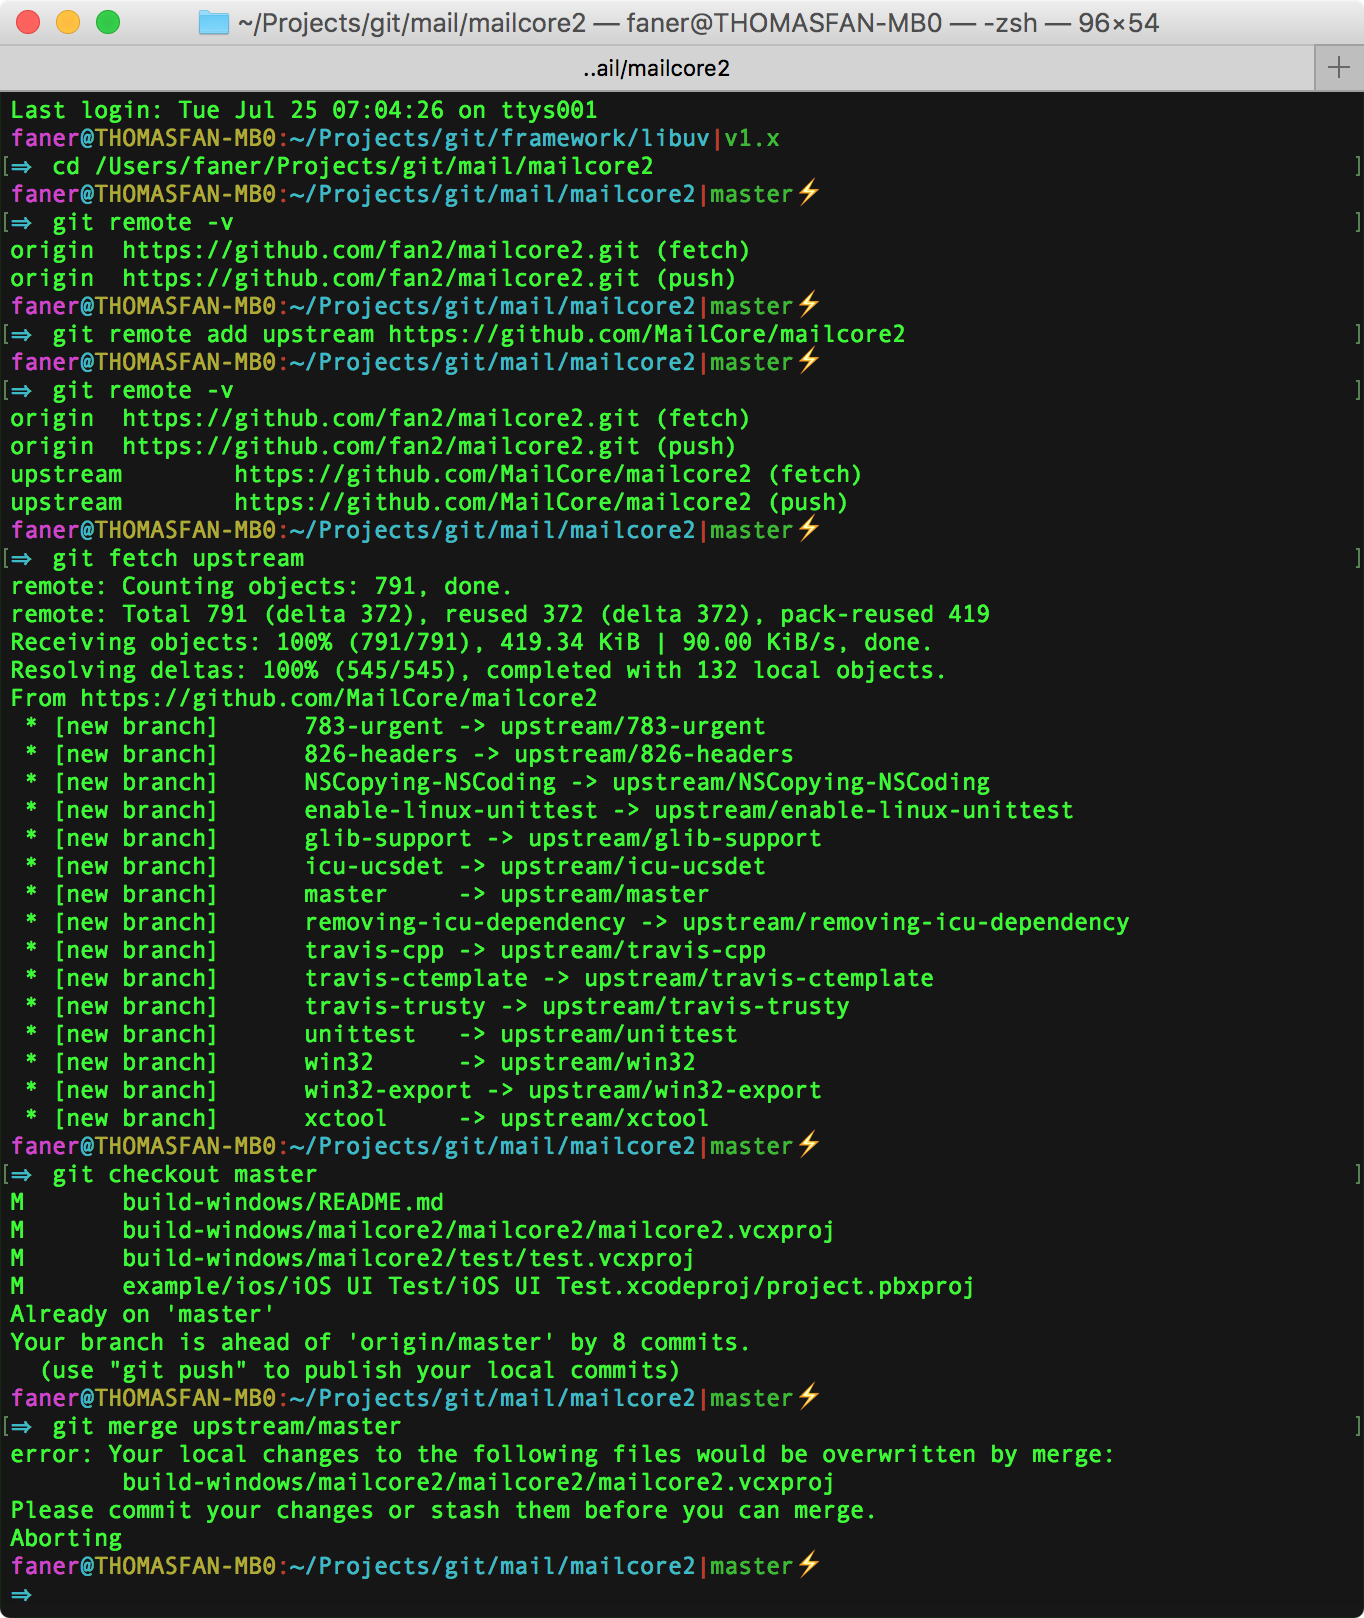 ~/Projects/git/mail/mailcore2 — faner@THOMASFAN-MB0 — -zsh — 96×54
..ail/mailcore2
Last login: Tue Jul 25 07:04:26 on ttys001
faner@THOMASFAN-MB0:~/Projects/git/framework/libuv|v1.x
[⇒  cd /Users/faner/Projects/git/mail/mailcore2 ]
faner@THOMASFAN-MB0:~/Projects/git/mail/mailcore2|master⚡
[⇒  git remote -v ]
origin  https://github.com/fan2/mailcore2.git (fetch)
origin  https://github.com/fan2/mailcore2.git (push)
faner@THOMASFAN-MB0:~/Projects/git/mail/mailcore2|master⚡
[⇒  git remote add upstream https://github.com/MailCore/mailcore2 ]
faner@THOMASFAN-MB0:~/Projects/git/mail/mailcore2|master⚡
[⇒  git remote -v ]
origin  https://github.com/fan2/mailcore2.git (fetch)
origin  https://github.com/fan2/mailcore2.git (push)
upstream        https://github.com/MailCore/mailcore2 (fetch)
upstream        https://github.com/MailCore/mailcore2 (push)
faner@THOMASFAN-MB0:~/Projects/git/mail/mailcore2|master⚡
[⇒  git fetch upstream ]
remote: Counting objects: 791, done.
remote: Total 791 (delta 372), reused 372 (delta 372), pack-reused 419
Receiving objects: 100% (791/791), 419.34 KiB | 90.00 KiB/s, done.
Resolving deltas: 100% (545/545), completed with 132 local objects.
From https://github.com/MailCore/mailcore2
 * [new branch]      783-urgent -> upstream/783-urgent
 * [new branch]      826-headers -> upstream/826-headers
 * [new branch]      NSCopying-NSCoding -> upstream/NSCopying-NSCoding
 * [new branch]      enable-linux-unittest -> upstream/enable-linux-unittest
 * [new branch]      glib-support -> upstream/glib-support
 * [new branch]      icu-ucsdet -> upstream/icu-ucsdet
 * [new branch]      master     -> upstream/master
 * [new branch]      removing-icu-dependency -> upstream/removing-icu-dependency
 * [new branch]      travis-cpp -> upstream/travis-cpp
 * [new branch]      travis-ctemplate -> upstream/travis-ctemplate
 * [new branch]      travis-trusty -> upstream/travis-trusty
 * [new branch]      unittest   -> upstream/unittest
 * [new branch]      win32      -> upstream/win32
 * [new branch]      win32-export -> upstream/win32-export
 * [new branch]      xctool     -> upstream/xctool
faner@THOMASFAN-MB0:~/Projects/git/mail/mailcore2|master⚡
[⇒  git checkout master ]
M       build-windows/README.md
M       build-windows/mailcore2/mailcore2/mailcore2.vcxproj
M       build-windows/mailcore2/test/test.vcxproj
M       example/ios/iOS UI Test/iOS UI Test.xcodeproj/project.pbxproj
Already on 'master'
Your branch is ahead of 'origin/master' by 8 commits.
  (use "git push" to publish your local commits)
faner@THOMASFAN-MB0:~/Projects/git/mail/mailcore2|master⚡
[⇒  git merge upstream/master ]
error: Your local changes to the following files would be overwritten by merge:
        build-windows/mailcore2/mailcore2/mailcore2.vcxproj
Please commit your changes or stash them before you can merge.
Aborting
faner@THOMASFAN-MB0:~/Projects/git/mail/mailcore2|master⚡
⇒